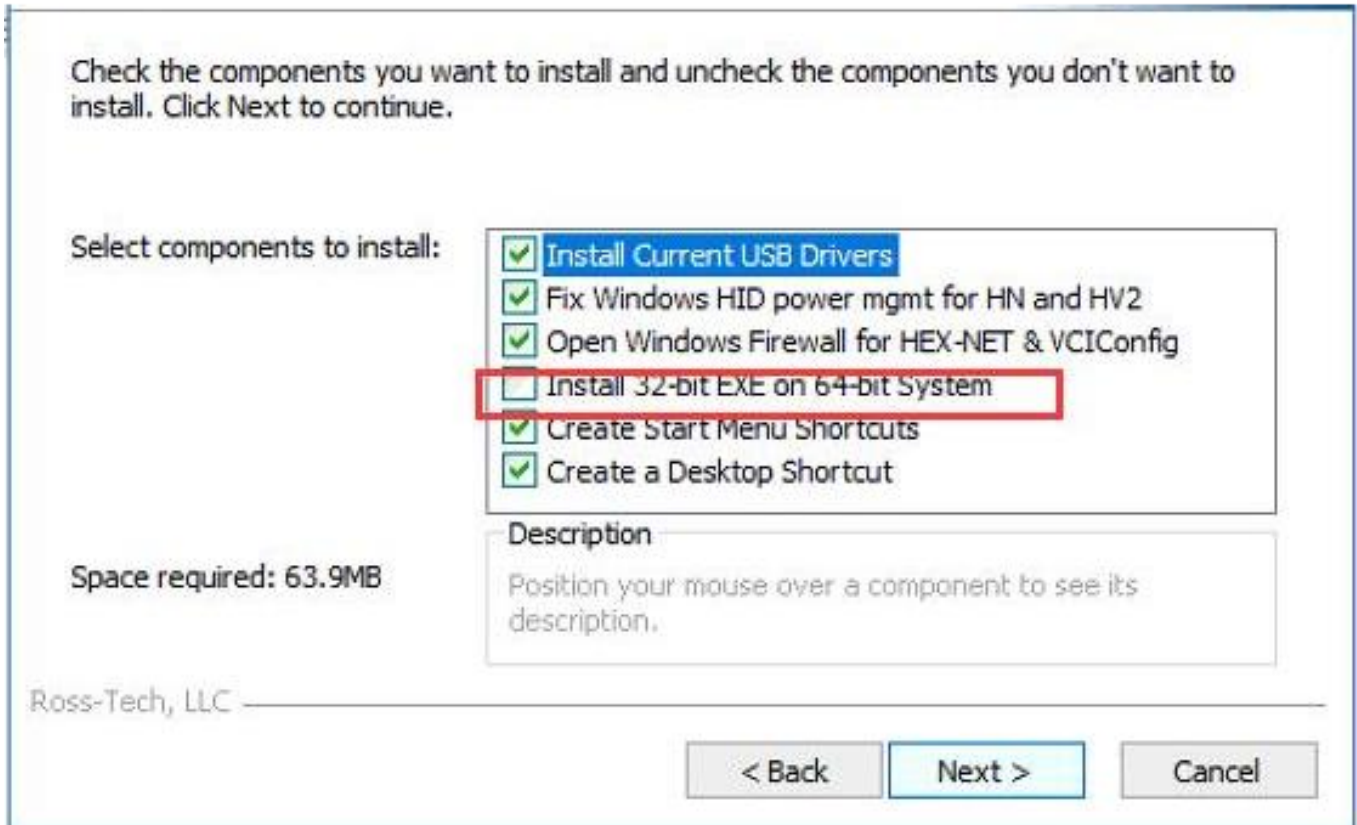 Check the components you want to install and uncheck the components you don't want to
install. Click Next to continue.
Select components to install:
Install Current USB Drivers
Fix Windows HID power mgmt for HN and HV2
Open Windows Firewall for HEX-NET & VCIConfig
Install 32-bit EXE on 64-bit System
Create Start Menu Shortcuts
Create a Desktop Shortcut
Space required: 63.9MB
Description
Position your mouse over a component to see its
description.
Ross-Tech, LLC
< Back
Next >
Cancel